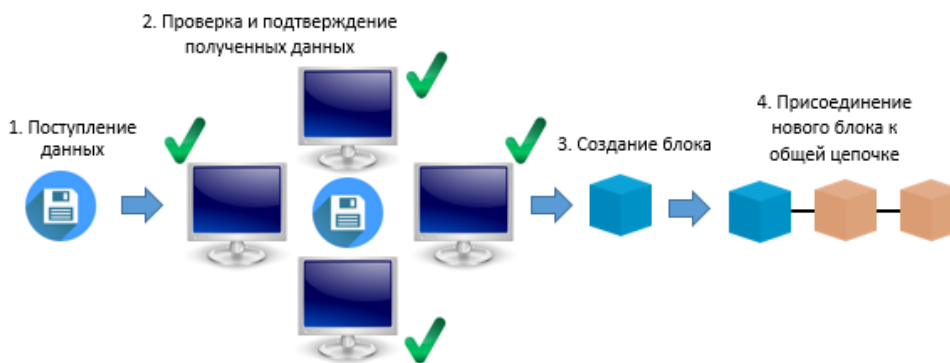 1. Поступление
данных
2. Проверка и подтверждение
полученных данных
3. Создание блока
4. Присоединение
нового блока к
общей цепочке